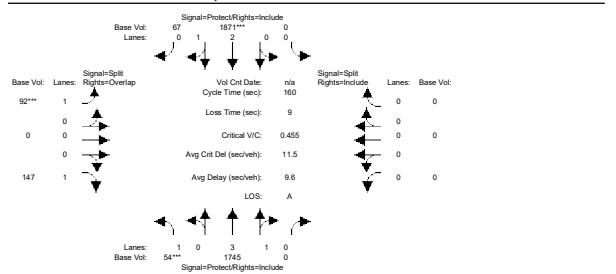 Signal=Protect/Rights=Include
Base Vol: 67 1871*** 0
Lanes: 0 1 2 0 0
Signal=Split Signal=Split
Base Vol: Lanes: Rights=Overlap Vol Cnt Date: n/a Rights=Include Lanes: Base Vol:
Cycle Time (sec): 160
92*** 1 0 0
Loss Time (sec): 9
0 0
0 0 Critical V/C: 0.455 0 0
0 Avg Crit Del (sec/veh): 11.5 0
147 1 Avg Delay (sec/veh): 9.6 0 0
LOS: A
Lanes: 1 0 3 1 0
Base Vol: 54*** 1745 0
Signal=Protect/Rights=Include